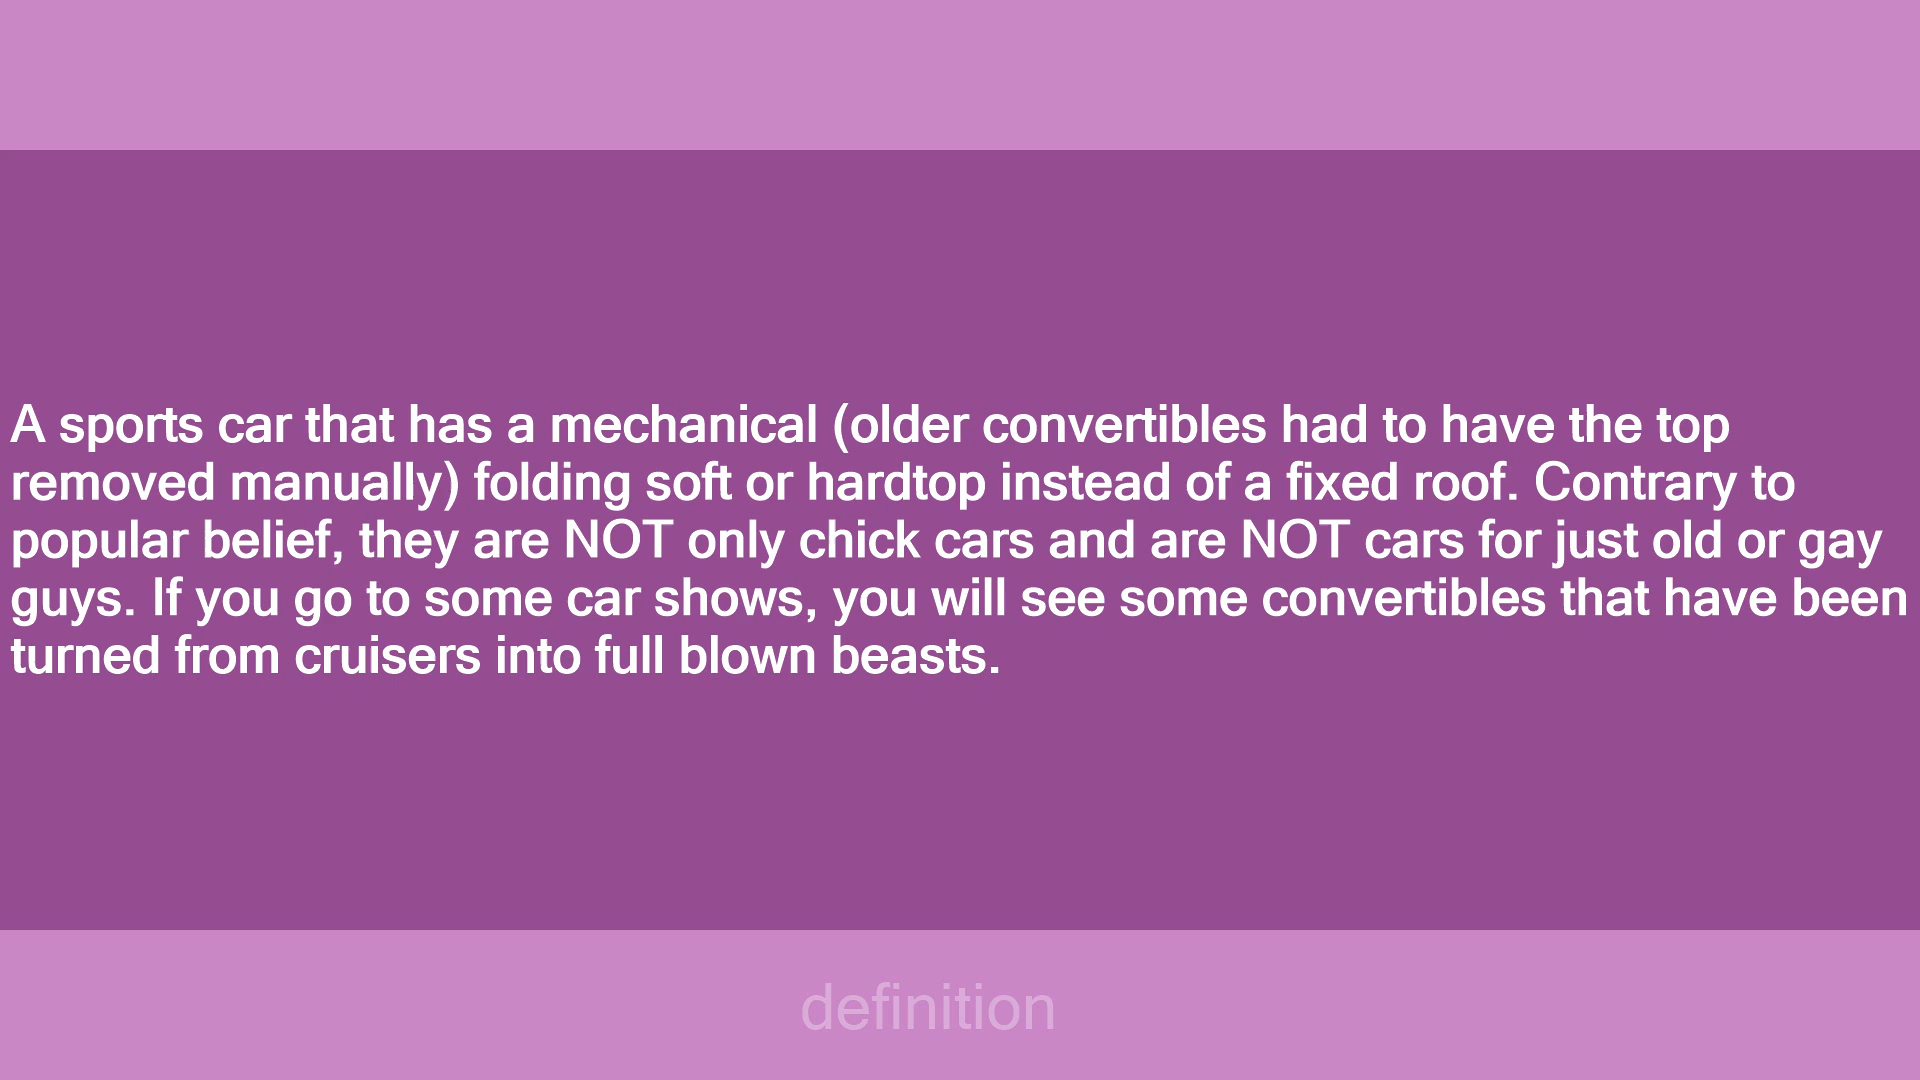 A sports car that has a mechanical (older convertibles had to have the top
removed manually) folding soft or hardtop instead of a fixed roof. Contrary to
popular belief, they are NOT only chick cars and are NOT cars for just old or gay
guys. If you go to some car shows, you will see some convertibles that have been
turned from cruisers into full blown beasts.
definition